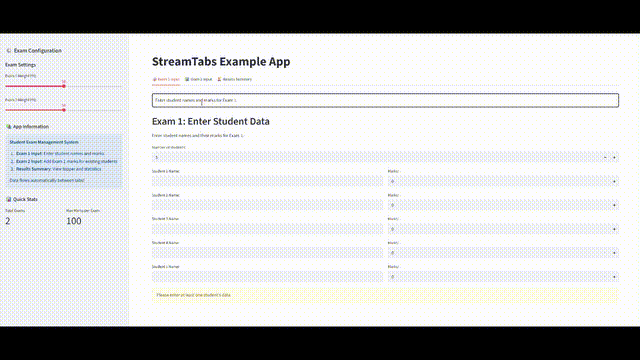 Exam Configuration
Exam Settings
Exam 1 Weight (%)
50
Exam 2 Weight (%)
50
App Information
Student Exam Management System
1. Exam 1 Input: Enter student names and marks
2. Exam 2 Input: Add Exam 2 marks for existing students
3. Results Summary: View totals and statistics
Data flows automatically between tabs!
Quick Stats
Total Exams
2
Max Marks per Exam
100
StreamTabs Example App
Exam 1 Input
Exam 2 Input
Results Summary
Enter student names and marks for Exam 1.
Exam 1: Enter Student Data
Enter student names and their marks for Exam 1:
Number of students:
5
Student 1 Name
Marks:
0
Student 2 Name
Marks:
0
Student 3 Name
Marks:
0
Student 4 Name
Marks:
0
Student 5 Name
Marks:
0
Please enter at least one student's data.